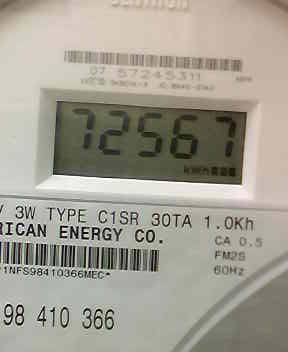 07 57245311
72567
kWh
V 3W TYPE C1SR 30TA 1.0Kh
RICAN ENERGY CO.
CA 0.5
FM2S
60Hz
1NFS98410366MEC*
98 410 366